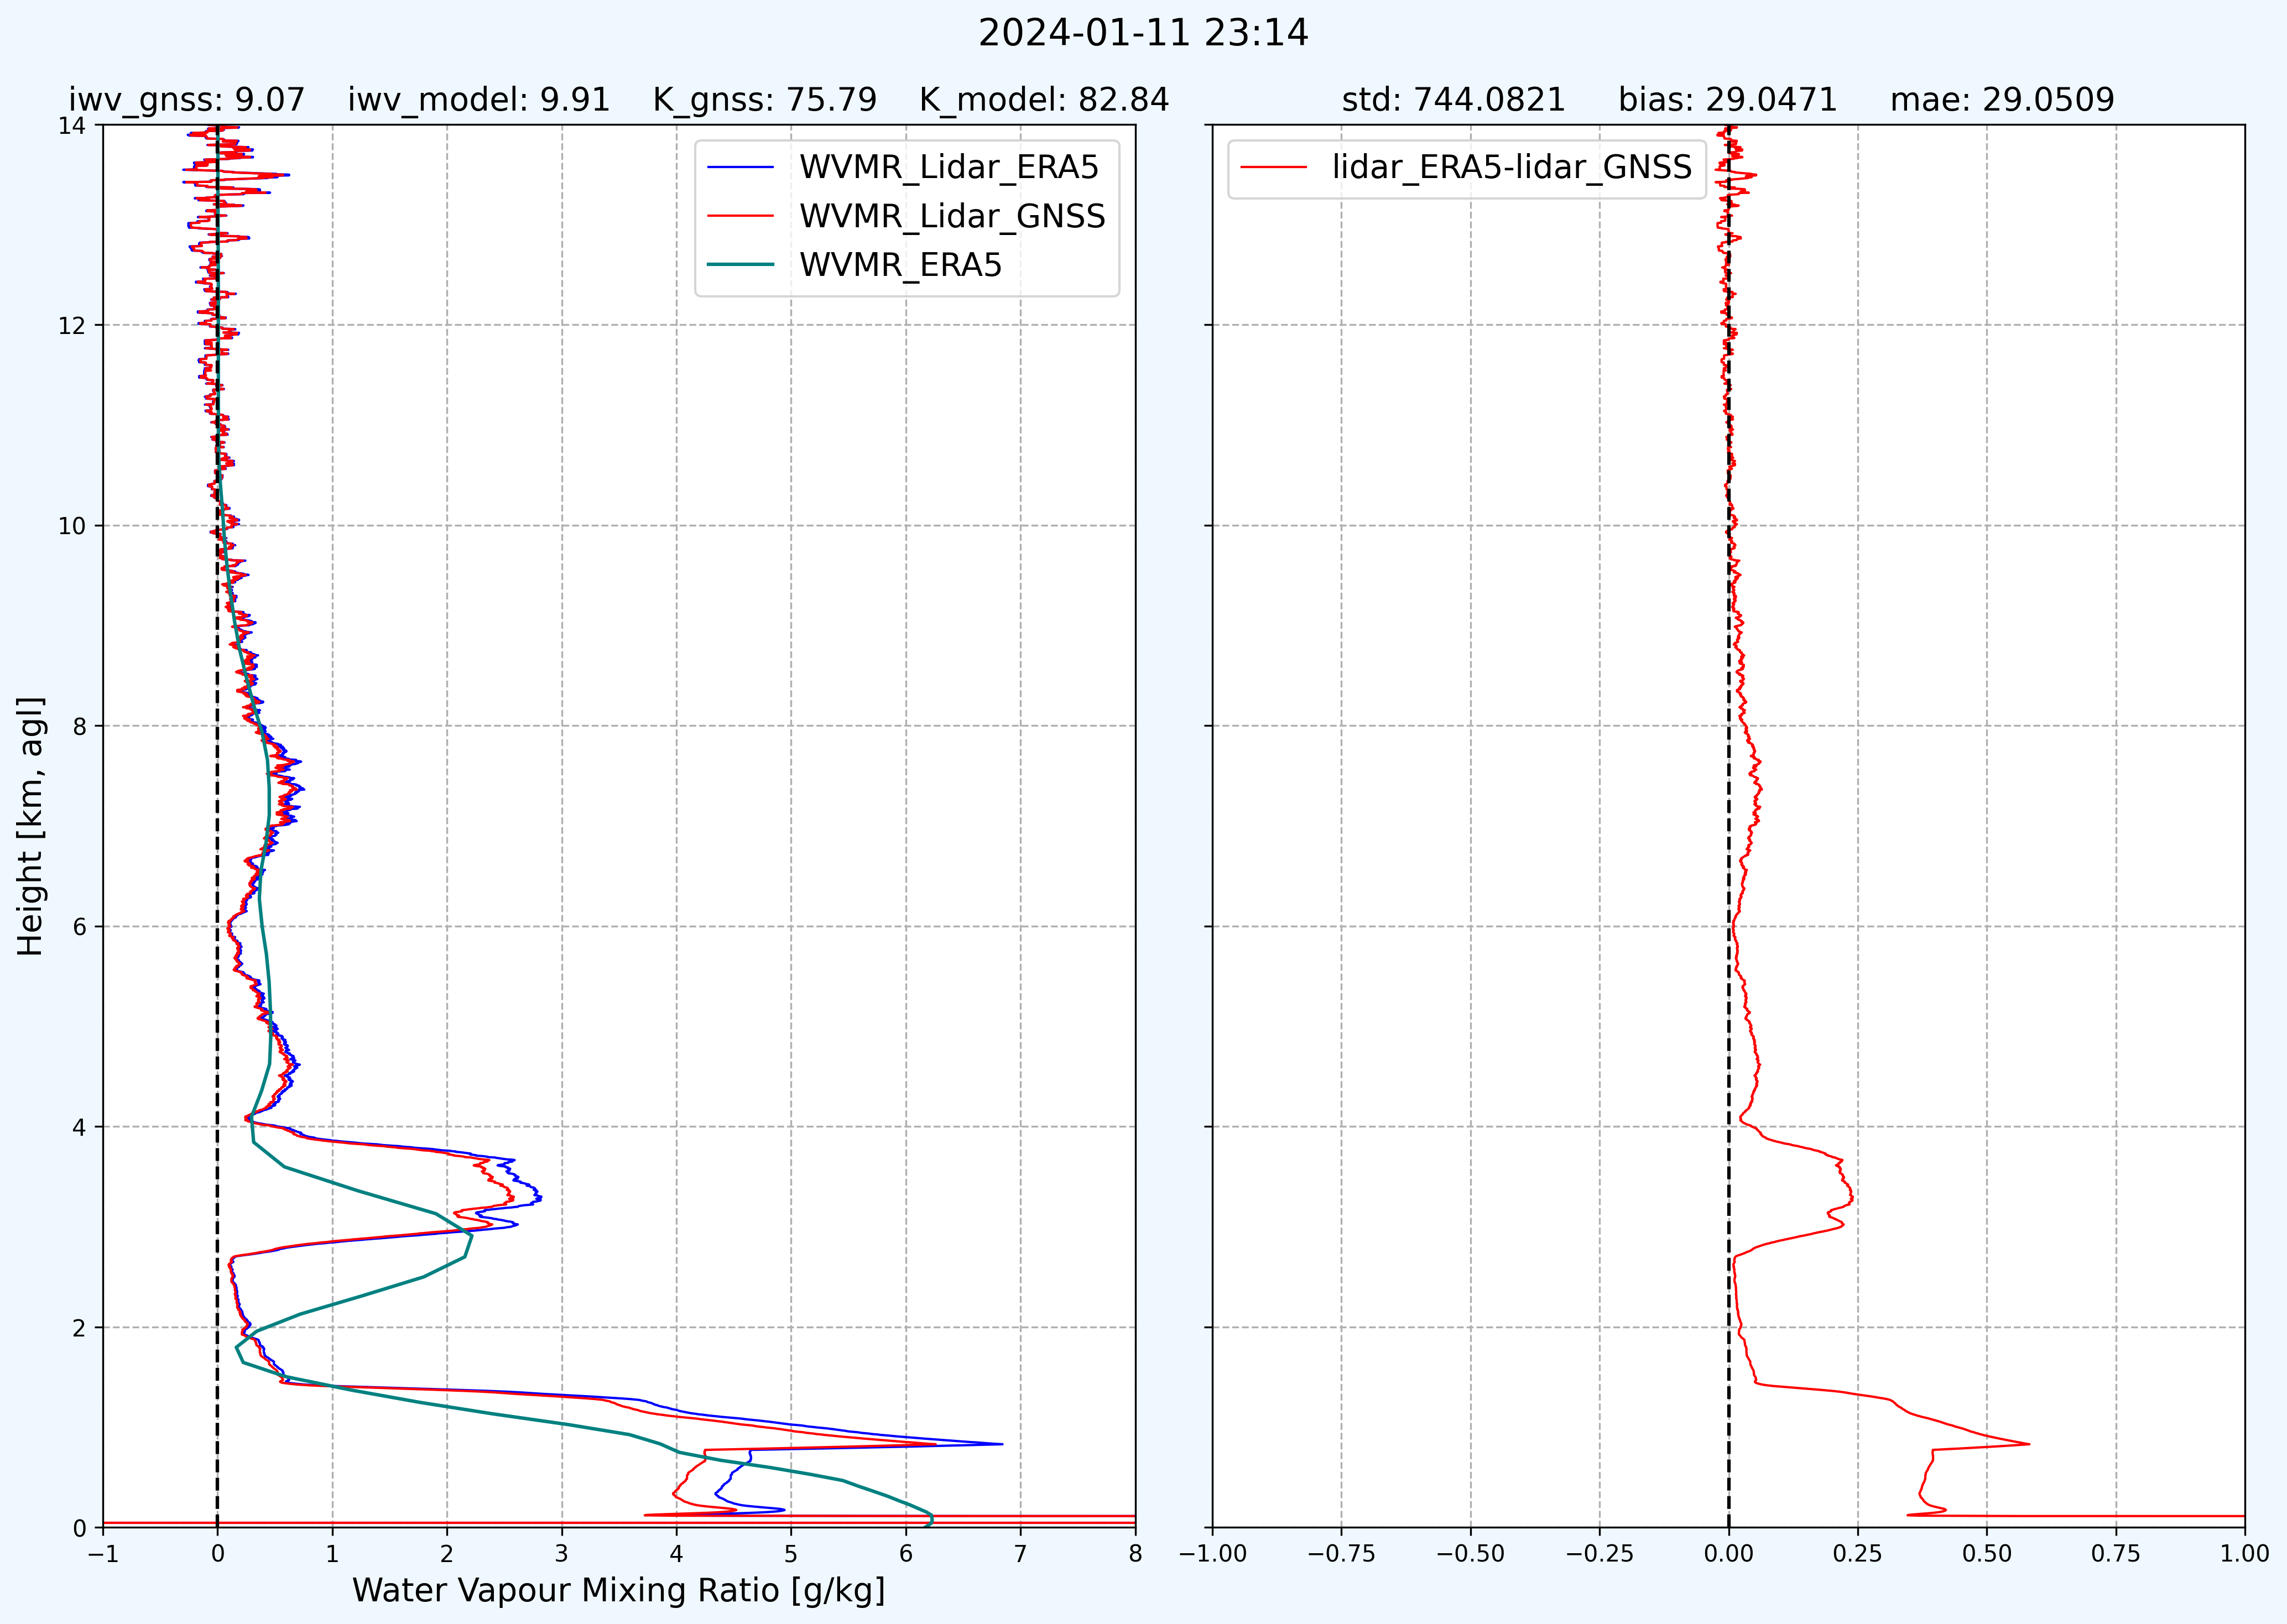 2024-01-11 23:14
iwv_gnss: 9.07 iwv_model: 9.91 K_gnss: 75.79 K_model: 82.84
WVMR_Lidar_ERA5
WVMR_Lidar_GNSS
WVMR_ERA5
14
12
10
8
6
4
2
0
Height [km, agl]
−1 0 1 2 3 4 5 6 7 8
Water Vapour Mixing Ratio [g/kg]
std: 744.0821 bias: 29.0471 mae: 29.0509
lidar_ERA5-lidar_GNSS
−1.00 −0.75 −0.50 −0.25 0.00 0.25 0.50 0.75 1.00